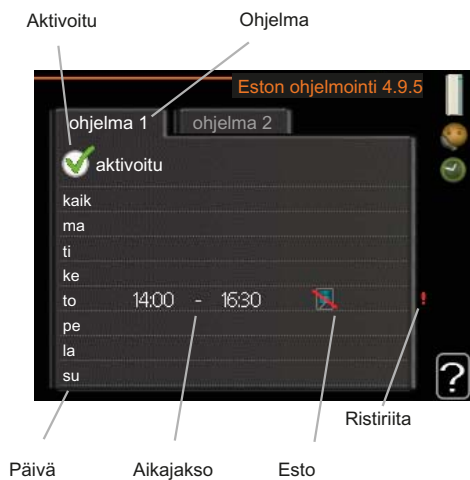 Aktivoitu Ohjelma
Eston ohjelmointi 4.9.5
ohjelma 1 ohjelma 2
aktivoitu
kaik
ma
ti
ke
to 14:00 - 16:30 !
pe
la
su
?
Ristiriita
Päivä Aikajakso Esto